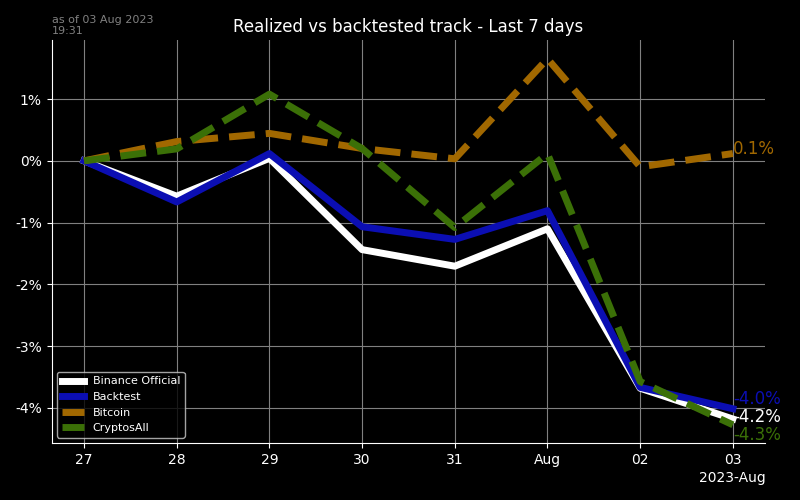 as of 03 Aug 2023
19:31
Realized vs backtested track - Last 7 days
1%
0%
-1%
-2%
-3%
-4%
0.1%
-4.0%
-4.2%
-4.3%
Binance Official
Backtest
Bitcoin
CryptosAll
27 28 29 30 31 Aug 02 03
2023-Aug